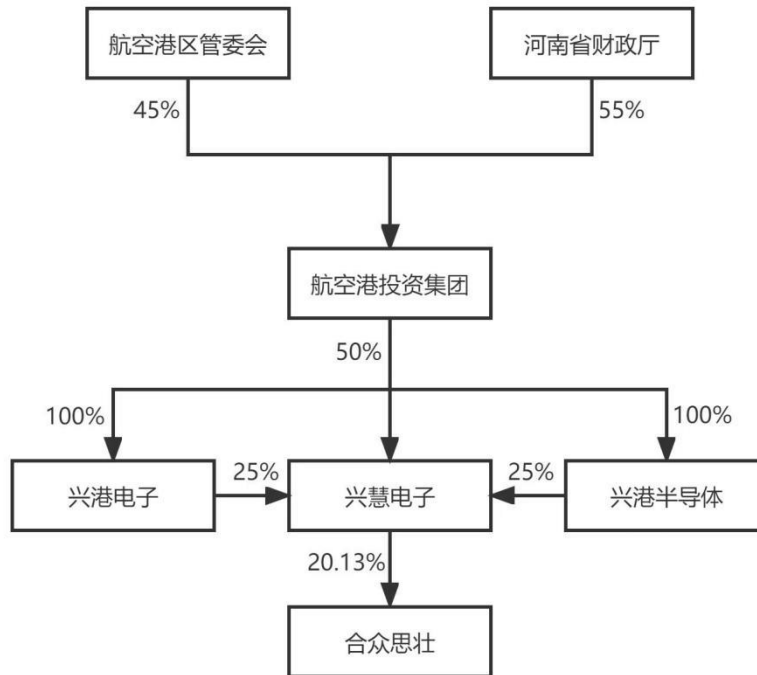 航空港区管委会
河南省财政厅
45%
55%
航空港投资集团
50%
100%
100%
兴港电子
25%
兴慧电子
25%
兴港半导体
20.13%
合众思壮